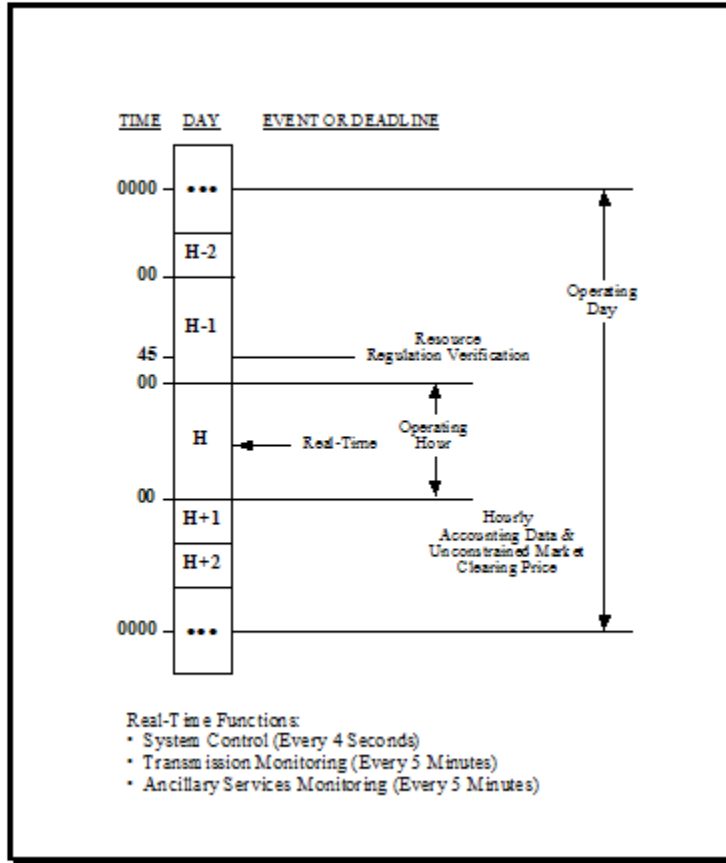 TIME DAY EVENT OR DEADLINE
0000 •••
H-2
00
H-1
Operating
Day
Resource
45 Regulation Verification
00
Operating
H Real-Time Hour
00
H+1 Hourly
Accounting Data &
Unconstrained Market
H+2 Clearing Price
0000 •••
Real-Time Functions:
• System Control (Every 4 Seconds)
• Transmission Monitoring (Every 5 Minutes)
• Ancillary Services Monitoring (Every 5 Minutes)